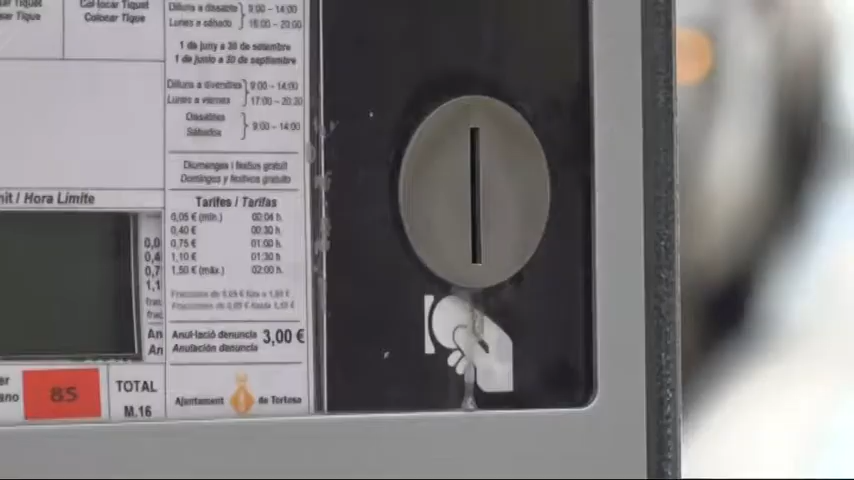 Tiquet
Col·locar Tiquet
Colocar Tique
Dilluns a dissabte
Lunes a sábado
9:00 – 14:00
16:00 – 20:00
1 de juny a 30 de setembre
1 de junio a 30 de septiembre
Dilluns a divendres
Lunes a viernes
9:00 – 14:00
17:00 – 20:30
Dissabtes
Sábados
9:00 – 14:00
Diumenges i festius gratuït
Domingos y festivos gratuito
/ Hora Límite
Tarifes / Tarifas
0,05 € (mín.) 00:04 h.
0,40 € 00:30 h.
0,75 € 01:00 h.
1,10 € 01:30 h.
1,50 € (máx.) 02:00 h.
Anul·lació denuncia
Anulación denuncia
3,00 €
85
TOTAL
M.16
Ajuntament de Tortosa